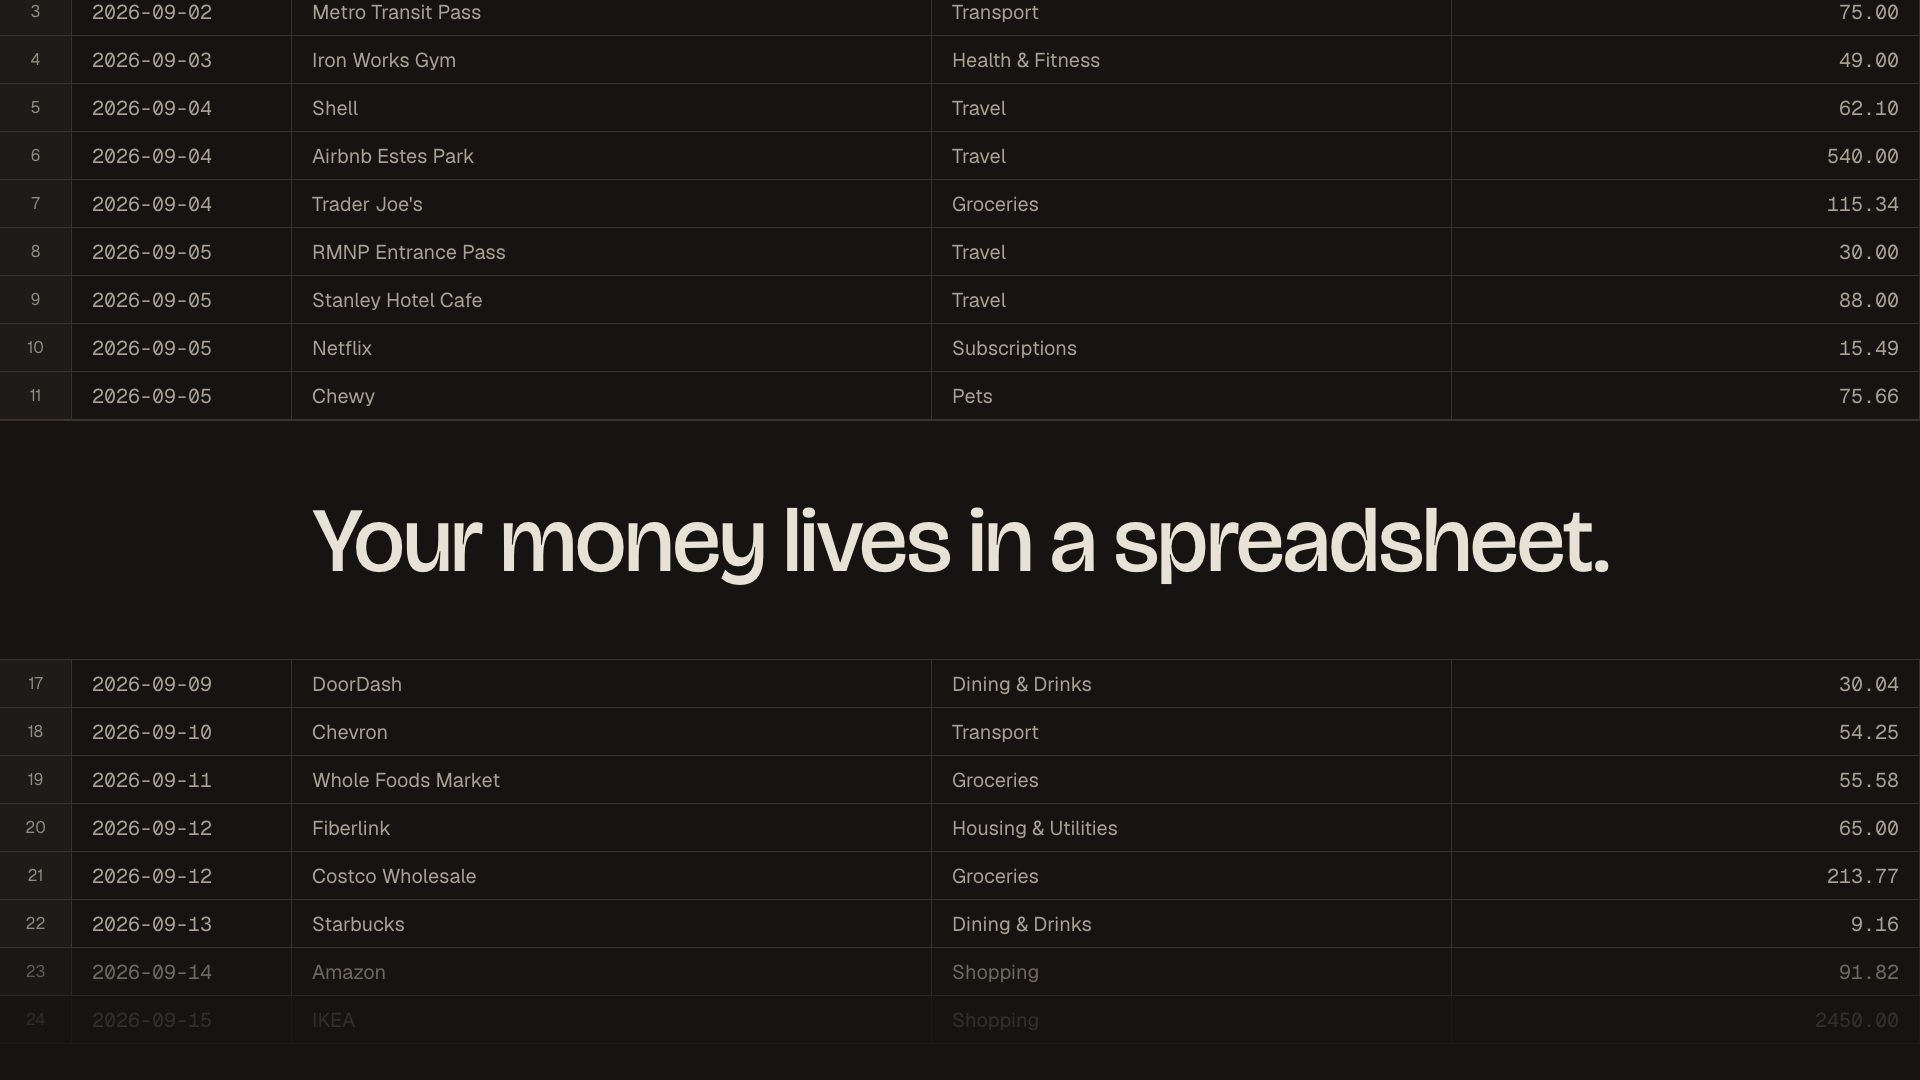 3 2026-09-02 Metro Transit Pass Transport 75.00
4 2026-09-03 Iron Works Gym Health & Fitness 49.00
5 2026-09-04 Shell Travel 62.10
6 2026-09-04 Airbnb Estes Park Travel 540.00
7 2026-09-04 Trader Joe's Groceries 115.34
8 2026-09-05 RMNP Entrance Pass Travel 30.00
9 2026-09-05 Stanley Hotel Cafe Travel 88.00
10 2026-09-05 Netflix Subscriptions 15.49
11 2026-09-05 Chewy Pets 75.66
Your money lives in a spreadsheet.
17 2026-09-09 DoorDash Dining & Drinks 30.04
18 2026-09-10 Chevron Transport 54.25
19 2026-09-11 Whole Foods Market Groceries 55.58
20 2026-09-12 Fiberlink Housing & Utilities 65.00
21 2026-09-12 Costco Wholesale Groceries 213.77
22 2026-09-13 Starbucks Dining & Drinks 9.16
23 2026-09-14 Amazon Shopping 91.82
24 2026-09-15 IKEA Shopping 2450.00